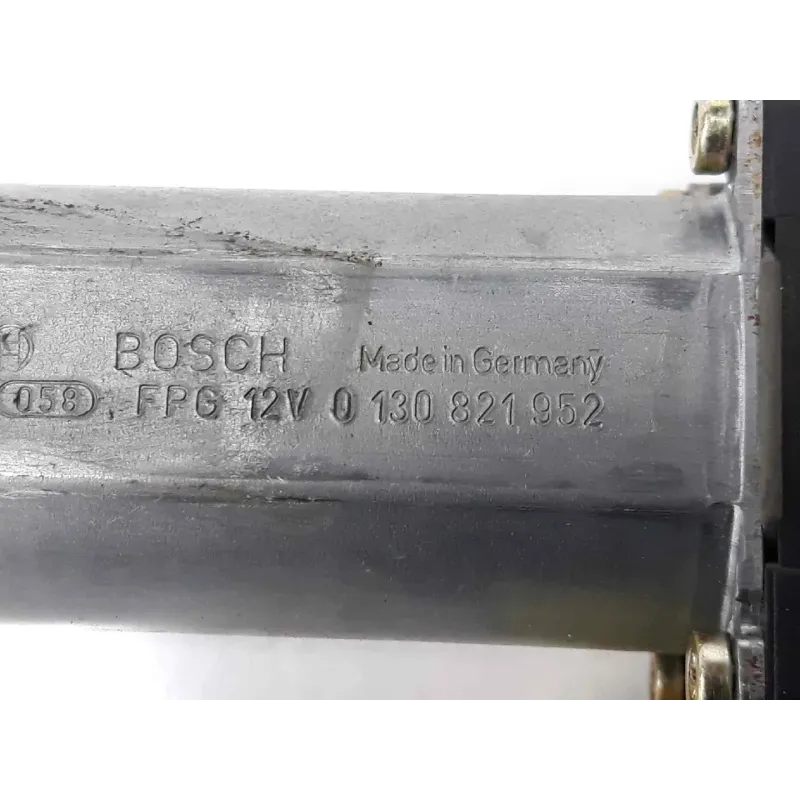 BOSCH Made in Germany
058 FPG 12V 0 130 821 952